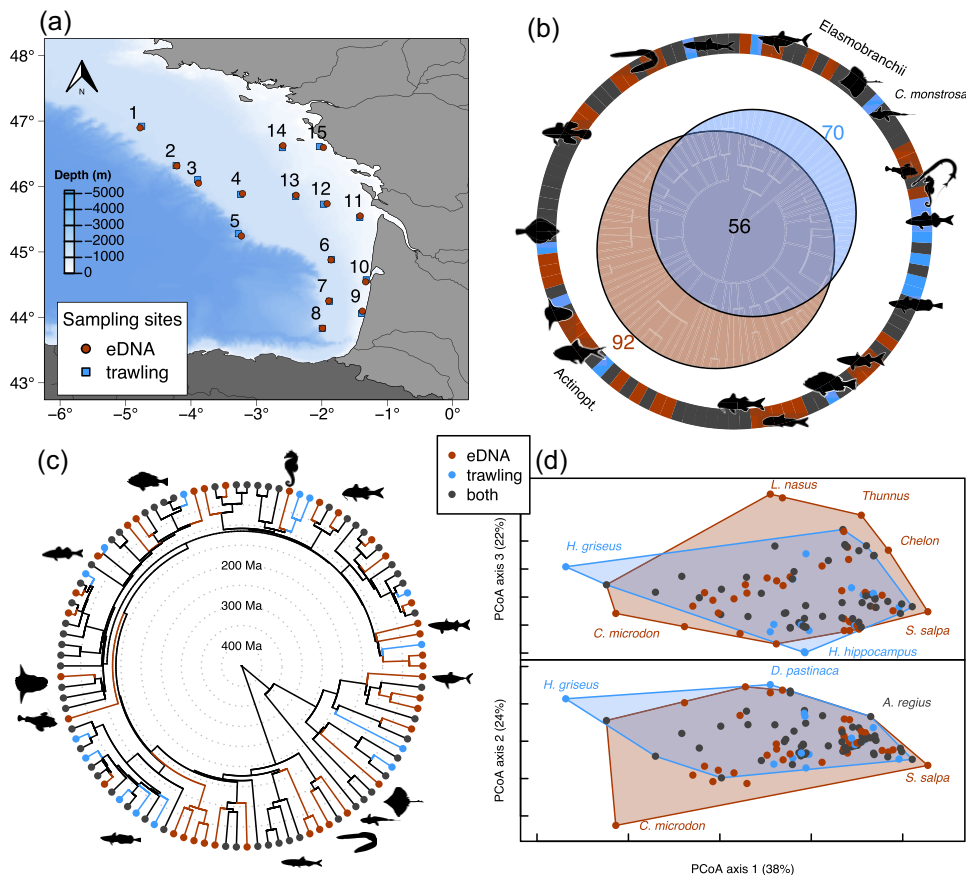 (a)
48°
47°
46°
45°
44°
43°
−6°
−5°
−4°
−3°
−2°
−1°
0°
N
1
2
3
4
5
6
7
8
9
10
11
12
13
14
15
Depth (m)
−5000
−4000
−3000
−2000
−1000
0
Sampling sites
eDNA
trawling
(b)
Elasmobranchii
C. monstrosa
70
56
92
Actinopt.
(c)
200 Ma
300 Ma
400 Ma
eDNA
trawling
both
(d)
L. nasus
Thunnus
H. griseus
Chelon
C. microdon
S. salpa
H. hippocampus
PCoA axis 3 (22%)
D. pastinaca
H. griseus
A. regius
S. salpa
C. microdon
PCoA axis 2 (24%)
PCoA axis 1 (38%)